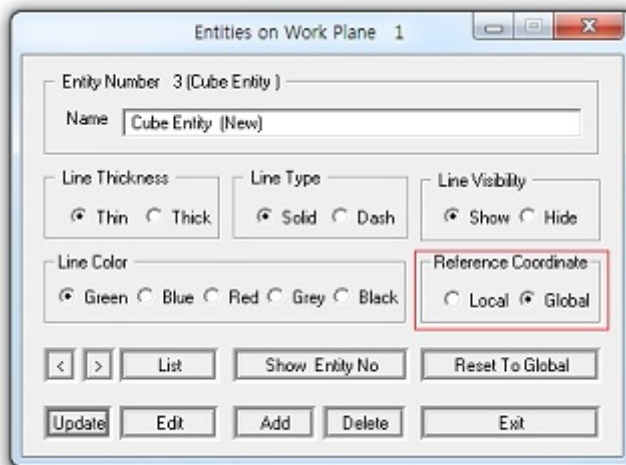 Entities on Work Plane 1
Entity Number 3 (Cube Entity )
Name Cube Entity (New)
Line Thickness Line Type Line Visibility
Thin Thick Solid Dash Show Hide
Line Color Reference Coordinate
Green Blue Red Grey Black Local Global
< > List Show Entity No Reset To Global
Update Edit Add Delete Exit